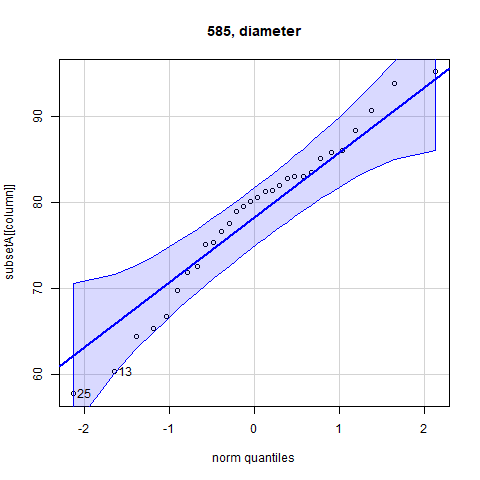 585, diameter
subsetA[[column]]
90
80
70
60
25
13
-2 -1 0 1 2
norm quantiles